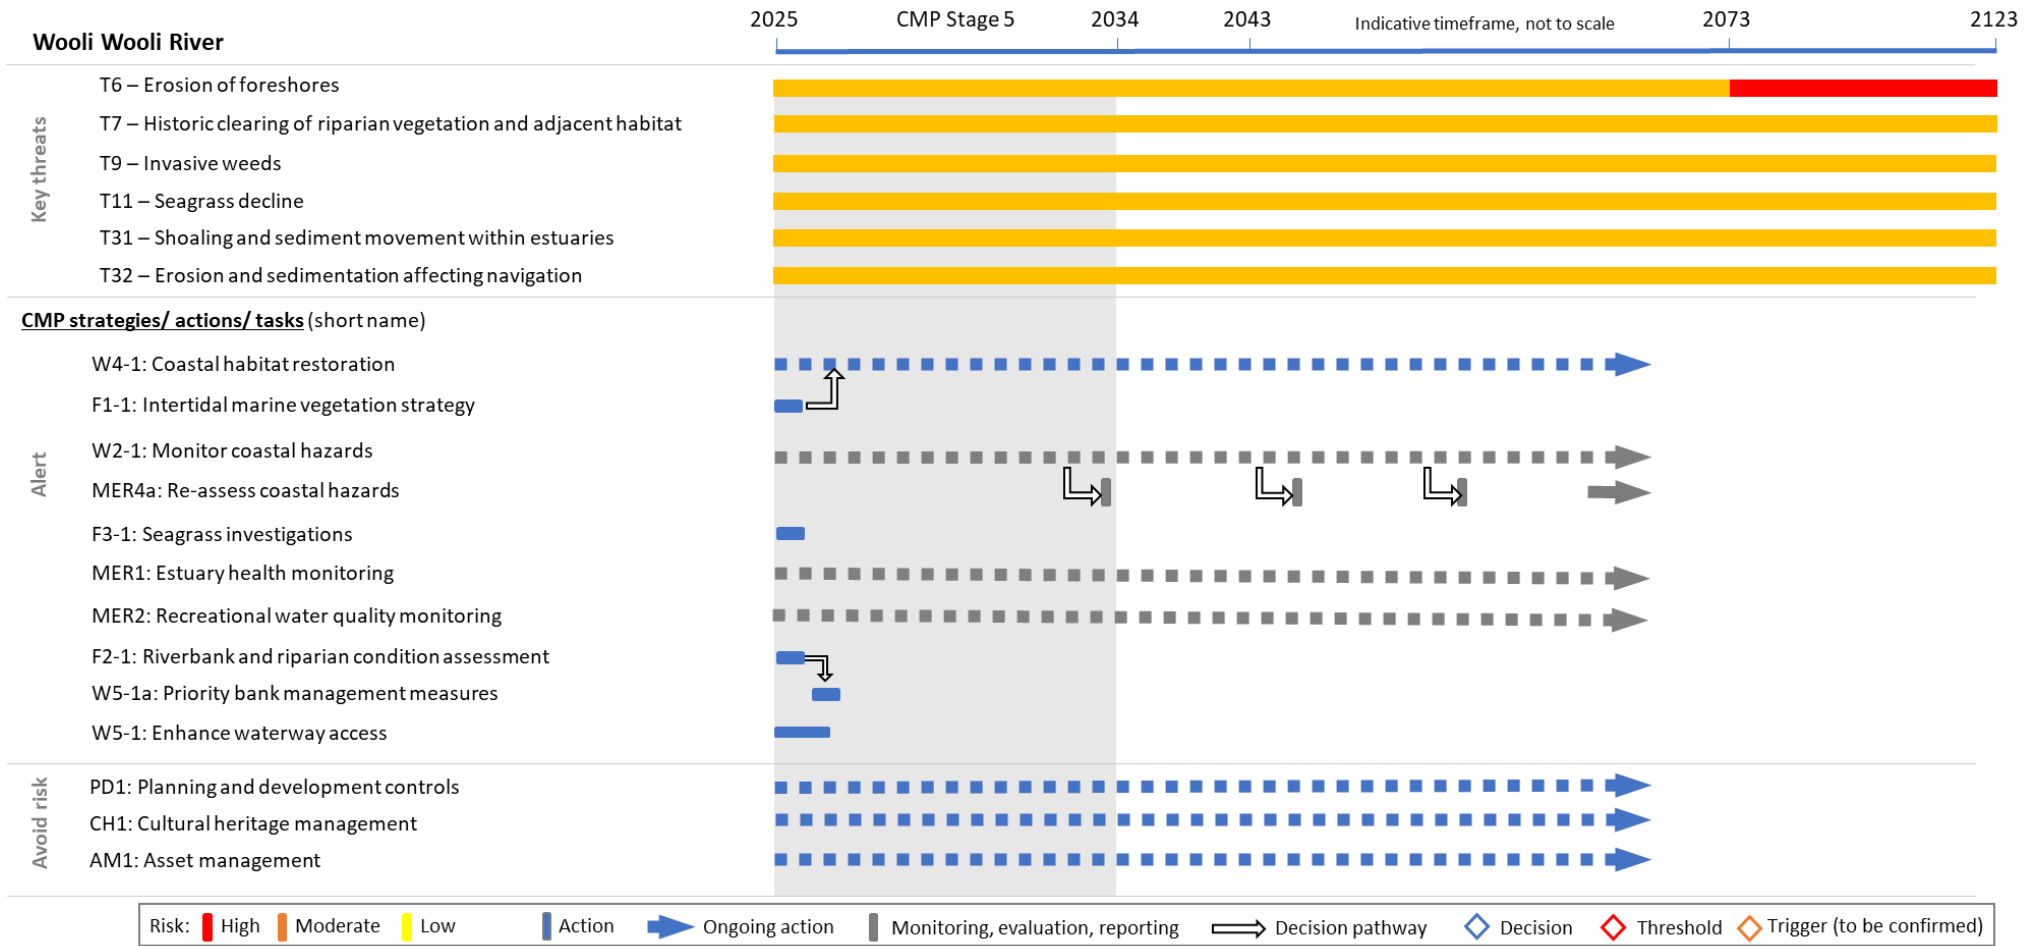 2025 CMP Stage 5 2034 2043 Indicative timeframe, not to scale 2073 2123
Wooli Wooli River
Key threats
T6 – Erosion of foreshores
T7 – Historic clearing of riparian vegetation and adjacent habitat
T9 – Invasive weeds
T11 – Seagrass decline
T31 – Shoaling and sediment movement within estuaries
T32 – Erosion and sedimentation affecting navigation
CMP strategies/ actions/ tasks (short name)
Alert
W4-1: Coastal habitat restoration
F1-1: Intertidal marine vegetation strategy
W2-1: Monitor coastal hazards
MER4a: Re-assess coastal hazards
F3-1: Seagrass investigations
MER1: Estuary health monitoring
MER2: Recreational water quality monitoring
F2-1: Riverbank and riparian condition assessment
W5-1a: Priority bank management measures
W5-1: Enhance waterway access
Avoid risk
PD1: Planning and development controls
CH1: Cultural heritage management
AM1: Asset management
Risk: High Moderate Low Action Ongoing action Monitoring, evaluation, reporting Decision pathway Decision Threshold Trigger (to be confirmed)